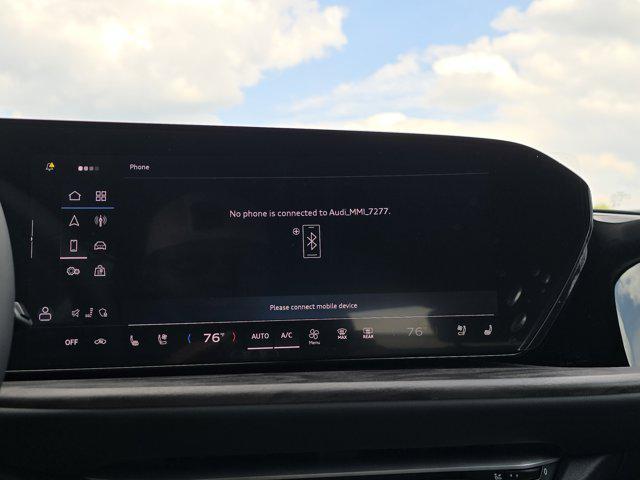 Phone
No phone is connected to Audi_MMI_7277.
Please connect mobile device
OFF
76°F
AUTO
A/C
Menu
MAX
REAR
76